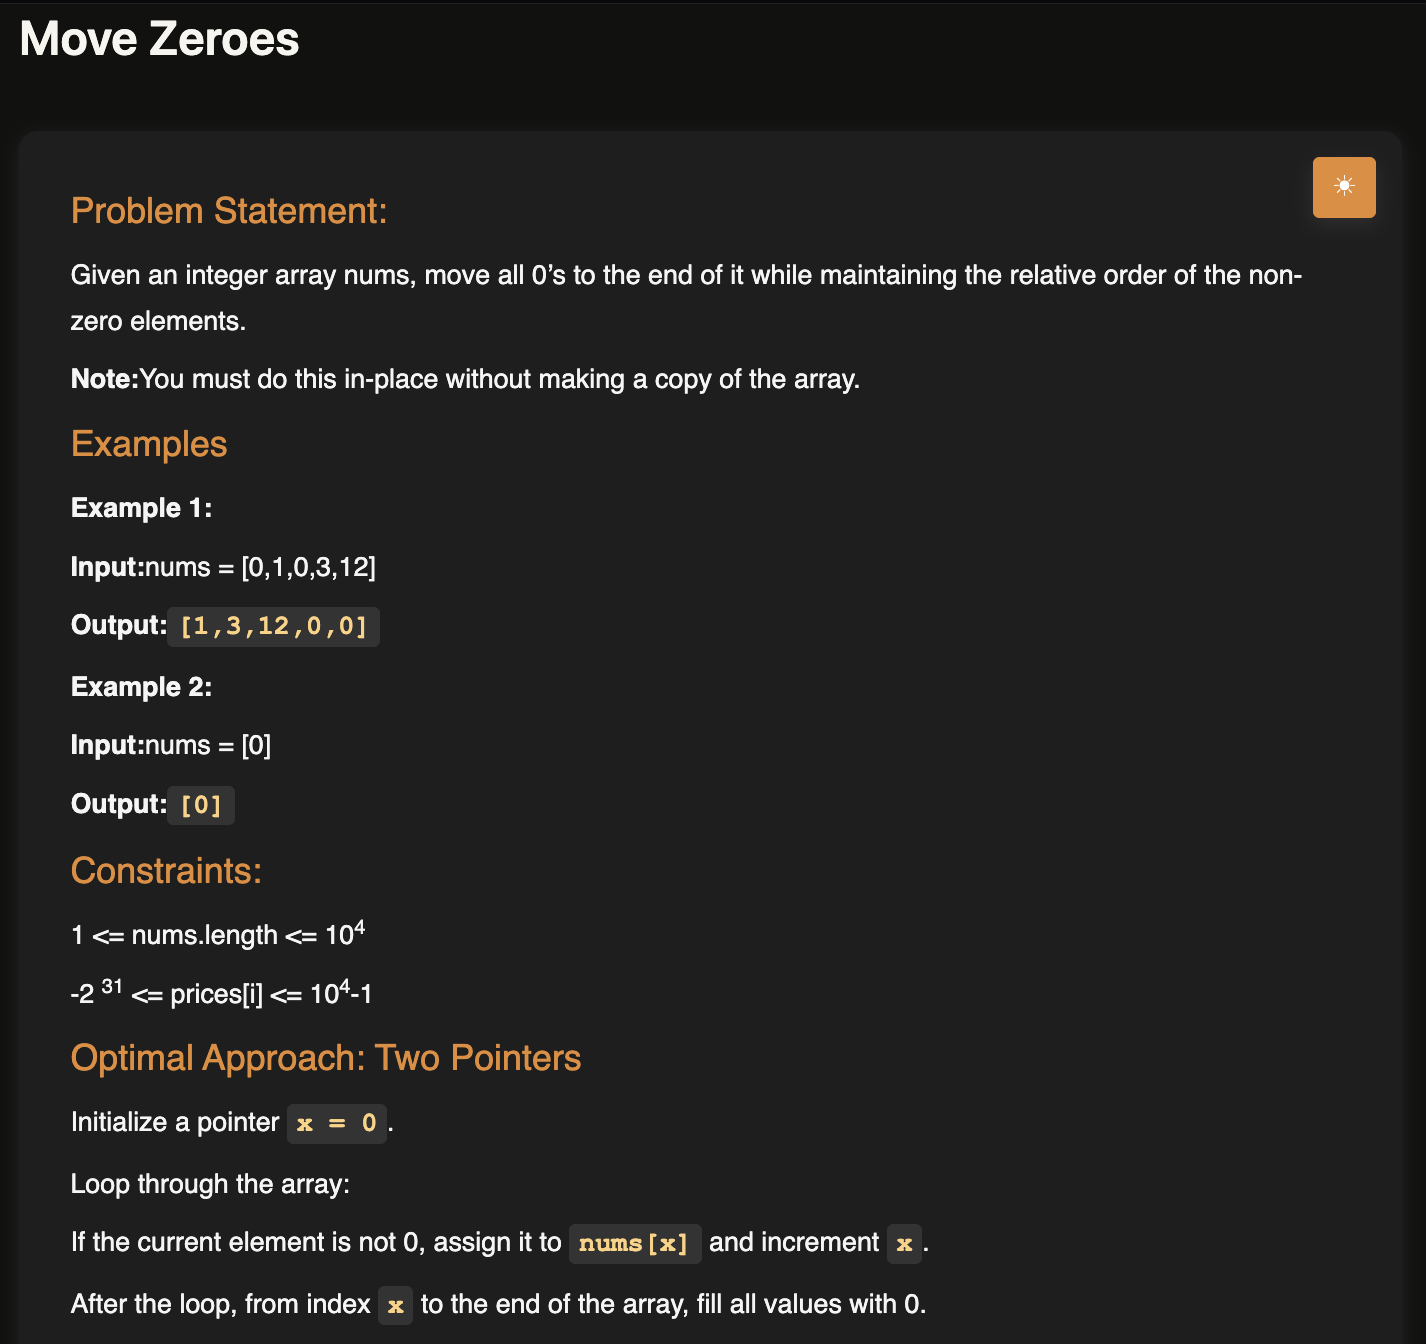 Move Zeroes
Problem Statement:
Given an integer array nums, move all 0’s to the end of it while maintaining the relative order of the non-
zero elements.
Note:You must do this in-place without making a copy of the array.
Examples
Example 1:
Input:nums = [0,1,0,3,12]
Output: [1,3,12,0,0]
Example 2:
Input:nums = [0]
Output: [0]
Constraints:
1 <= nums.length <= 10⁴
-2 ³¹ <= prices[i] <= 10⁴-1
Optimal Approach: Two Pointers
Initialize a pointer x = 0 .
Loop through the array:
If the current element is not 0, assign it to nums[x] and increment x .
After the loop, from index x to the end of the array, fill all values with 0.